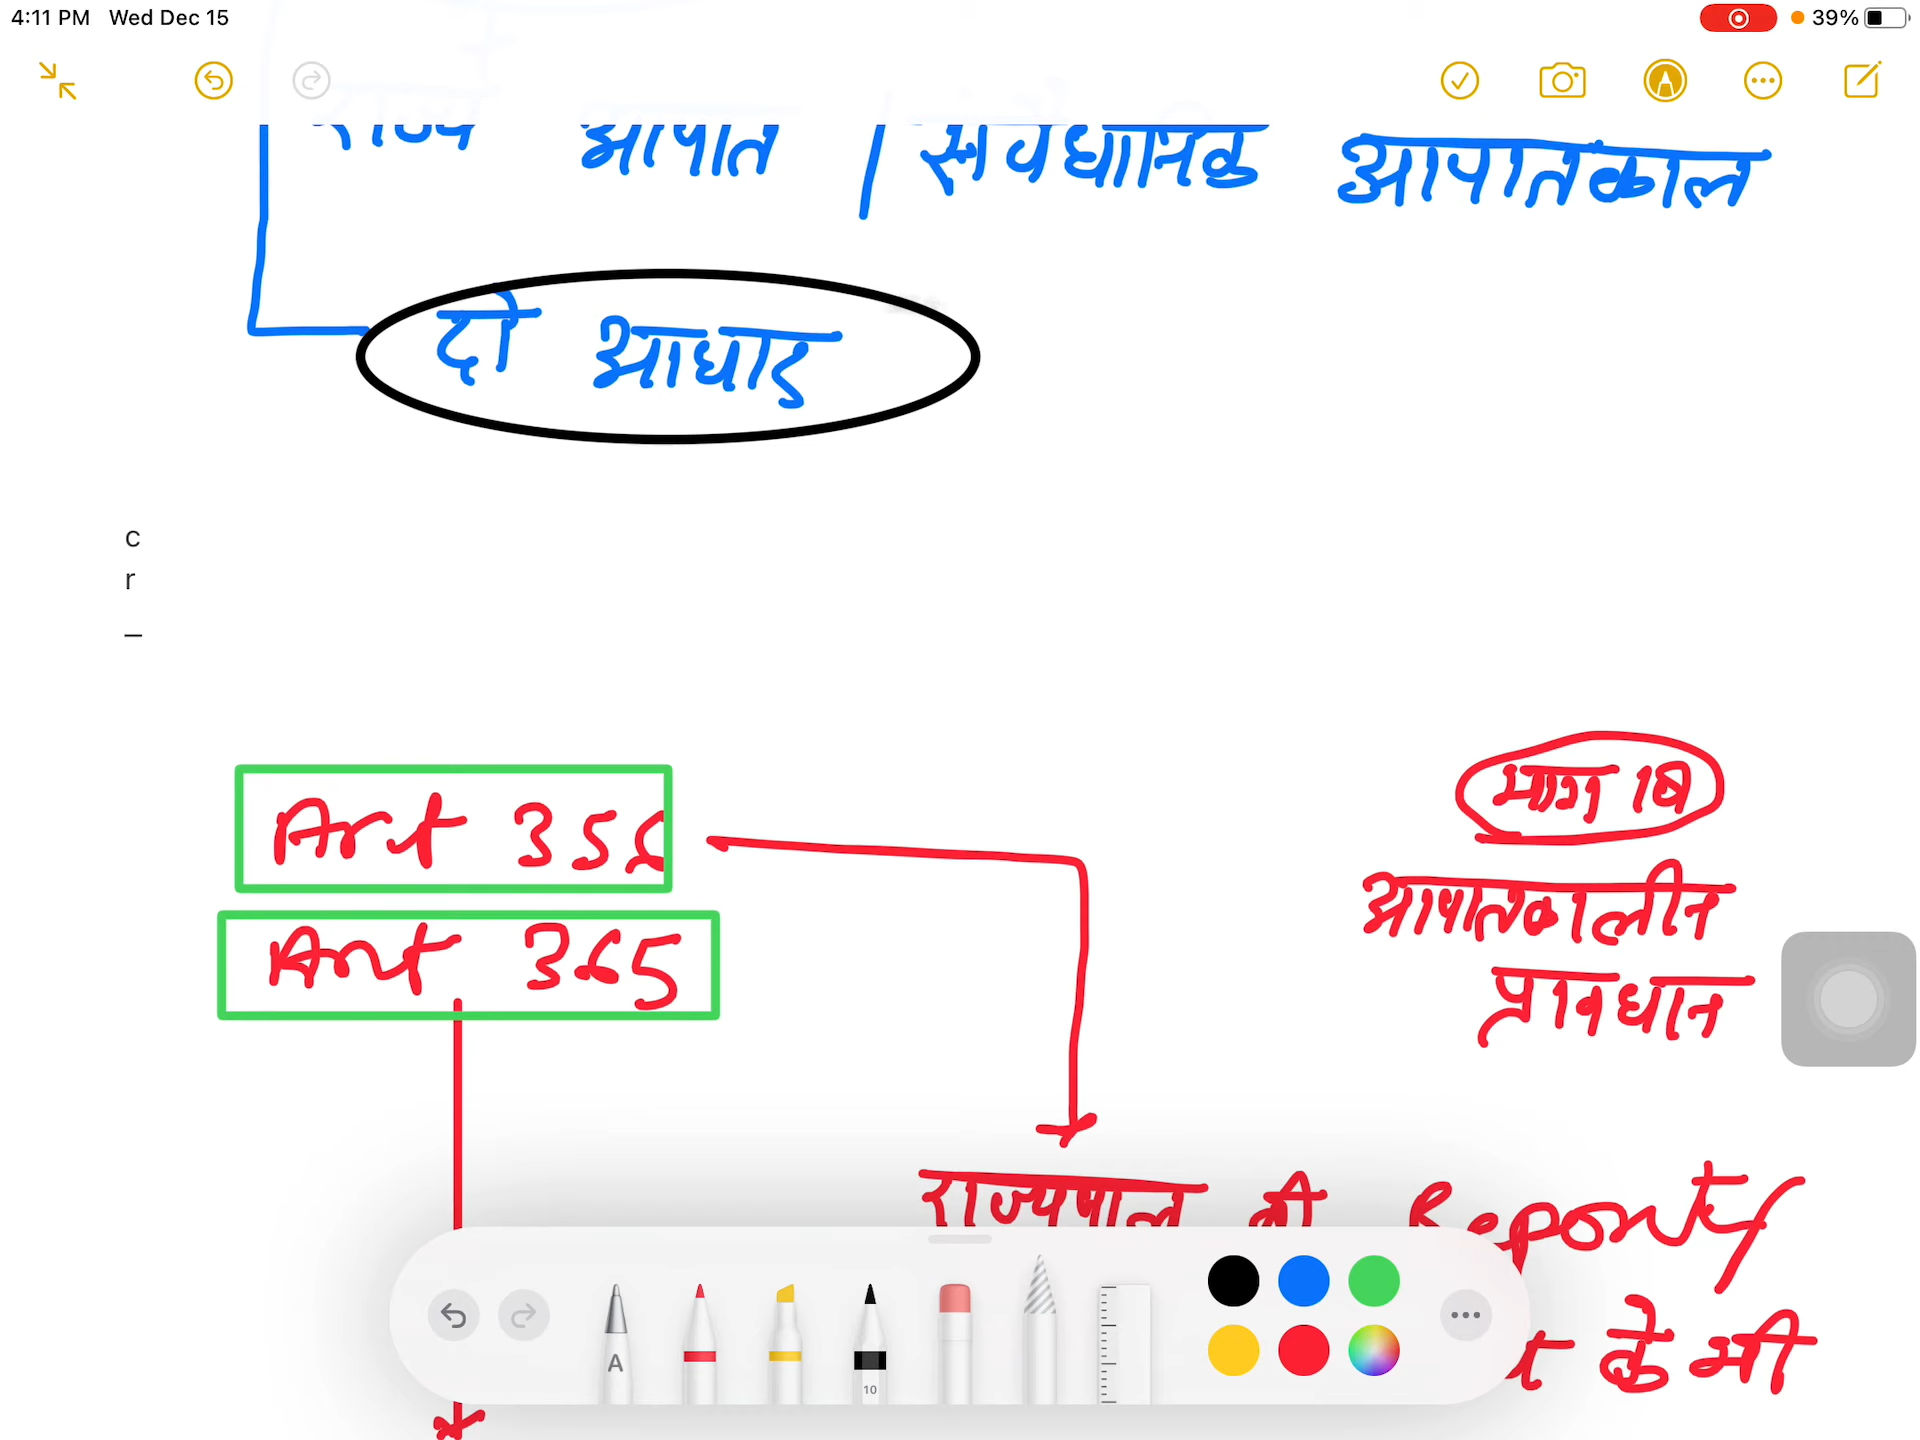 4:11 PM Wed Dec 15
39%
राज्य आपात / संवैधानिक आपातकाल
दो आधार
c
r
_
भाग 18
Art 356
आपातकालीन
Art 365
प्रावधान
राज्यपाल की Report/
के भी
A
10